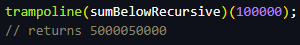 trampoline(sumBelowRecursive)(100000);
// returns 5000050000